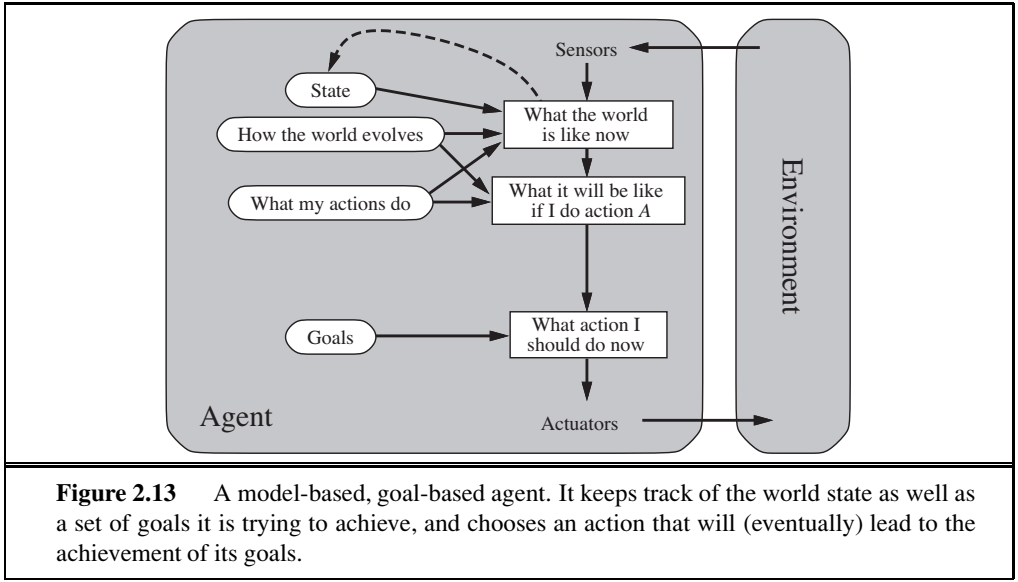 Sensors
State
What the world
is like now
How the world evolves
What my actions do
What it will be like
if I do action A
Goals
What action I
should do now
Agent
Actuators
Environment
Figure 2.13 A model-based, goal-based agent. It keeps track of the world state as well as
a set of goals it is trying to achieve, and chooses an action that will (eventually) lead to the
achievement of its goals.